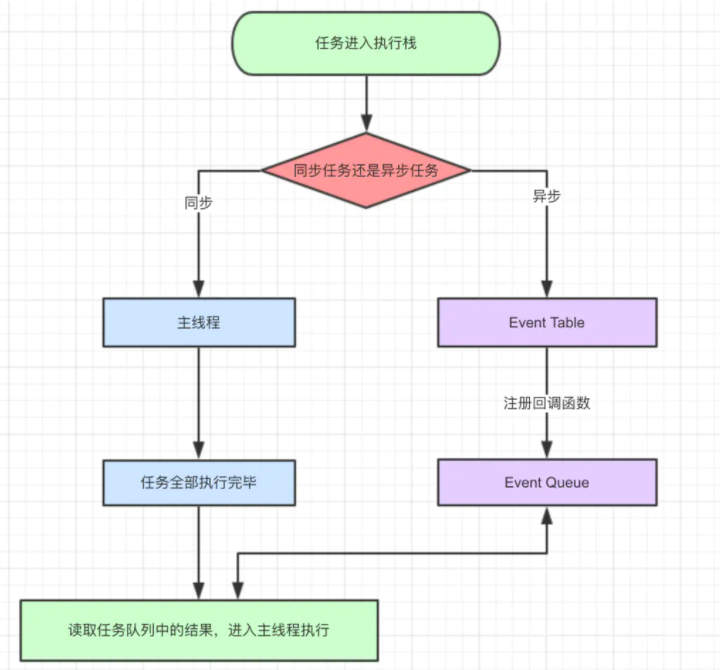 任务进入执行栈
同步任务还是异步任务
同步
异步
主线程
Event Table
注册回调函数
任务全部执行完毕
Event Queue
读取任务队列中的结果，进入主线程执行